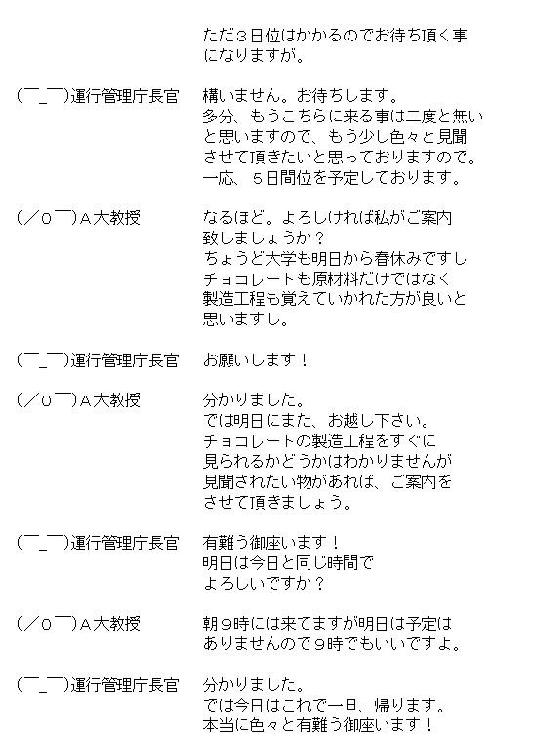 ただ３日位はかかるのでお待ち頂く事
になりますが。
(￣_￣)運行管理庁長官　構いません。お待ちします。
多分、もうこちらに来る事は二度と無い
と思いますので、もう少し色々と見聞
させて頂きたいと思っておりますので。
一応、５日間位を予定しております。
(／０￣)Ａ大教授　なるほど。よろしければ私がご案内
致しましょうか？
ちょうど大学も明日から春休みですし
チョコレートも原材料だけではなく
製造工程も覚えていかれた方が良いと
思いますし。
(￣_￣)運行管理庁長官　お願いします！
(／０￣)Ａ大教授　分かりました。
では明日にまた、お越し下さい。
チョコレートの製造工程をすぐに
見られるかどうかはわかりませんが
見聞されたい物があれば、ご案内を
させて頂きましょう。
(￣_￣)運行管理庁長官　有難う御座います！
明日は今日と同じ時間で
よろしいですか？
(／０￣)Ａ大教授　朝９時には来てますが明日は予定は
ありませんので９時でもいいですよ。
(￣_￣)運行管理庁長官　分かりました。
では今日はこれで一旦、帰ります。
本当に色々と有難う御座います！